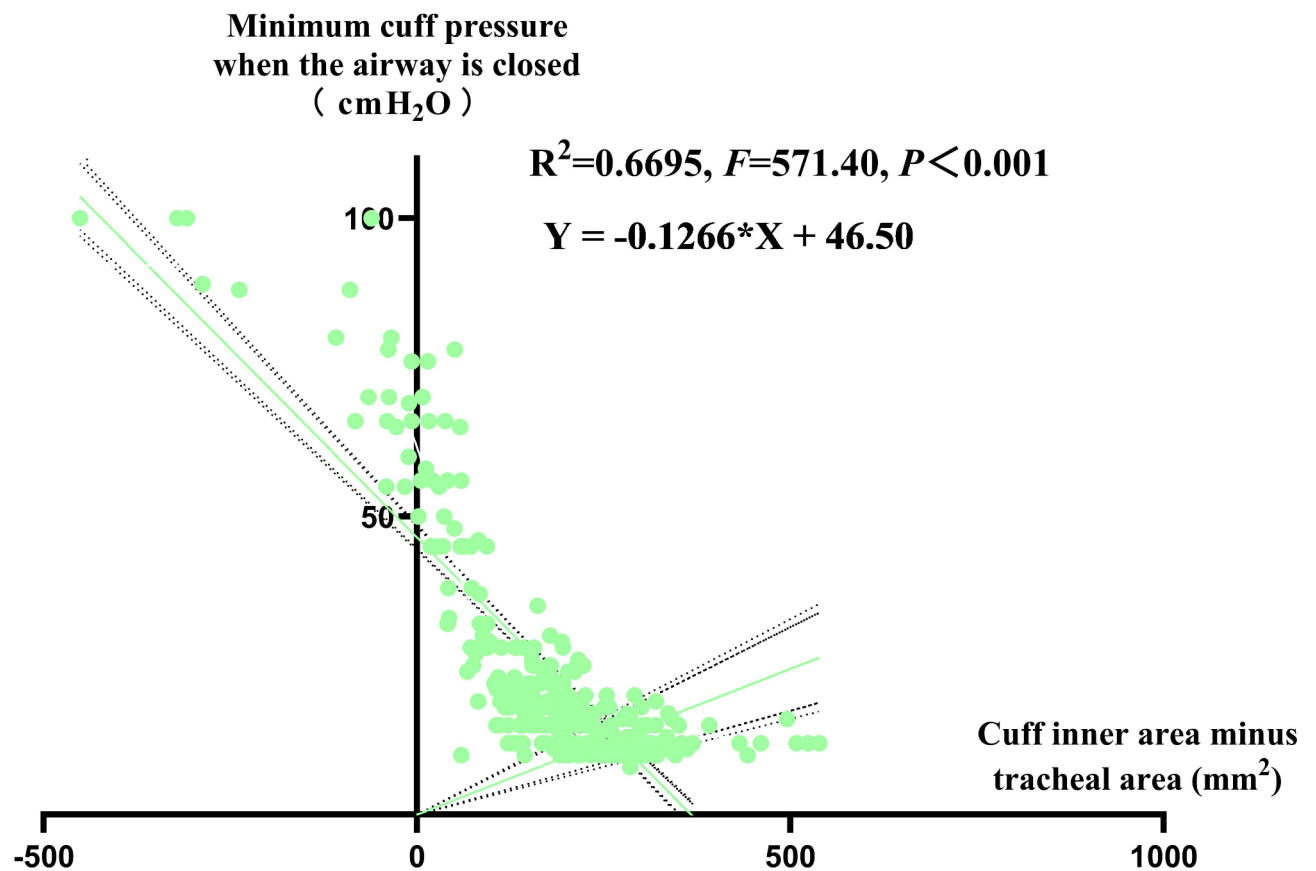 Minimum cuff pressure
when the airway is closed
（ cmH₂O ）
R²=0.6695, F=571.40, P＜0.001
Y = -0.1266*X + 46.50
100
50
Cuff inner area minus
tracheal area (mm²)
-500 0 500 1000